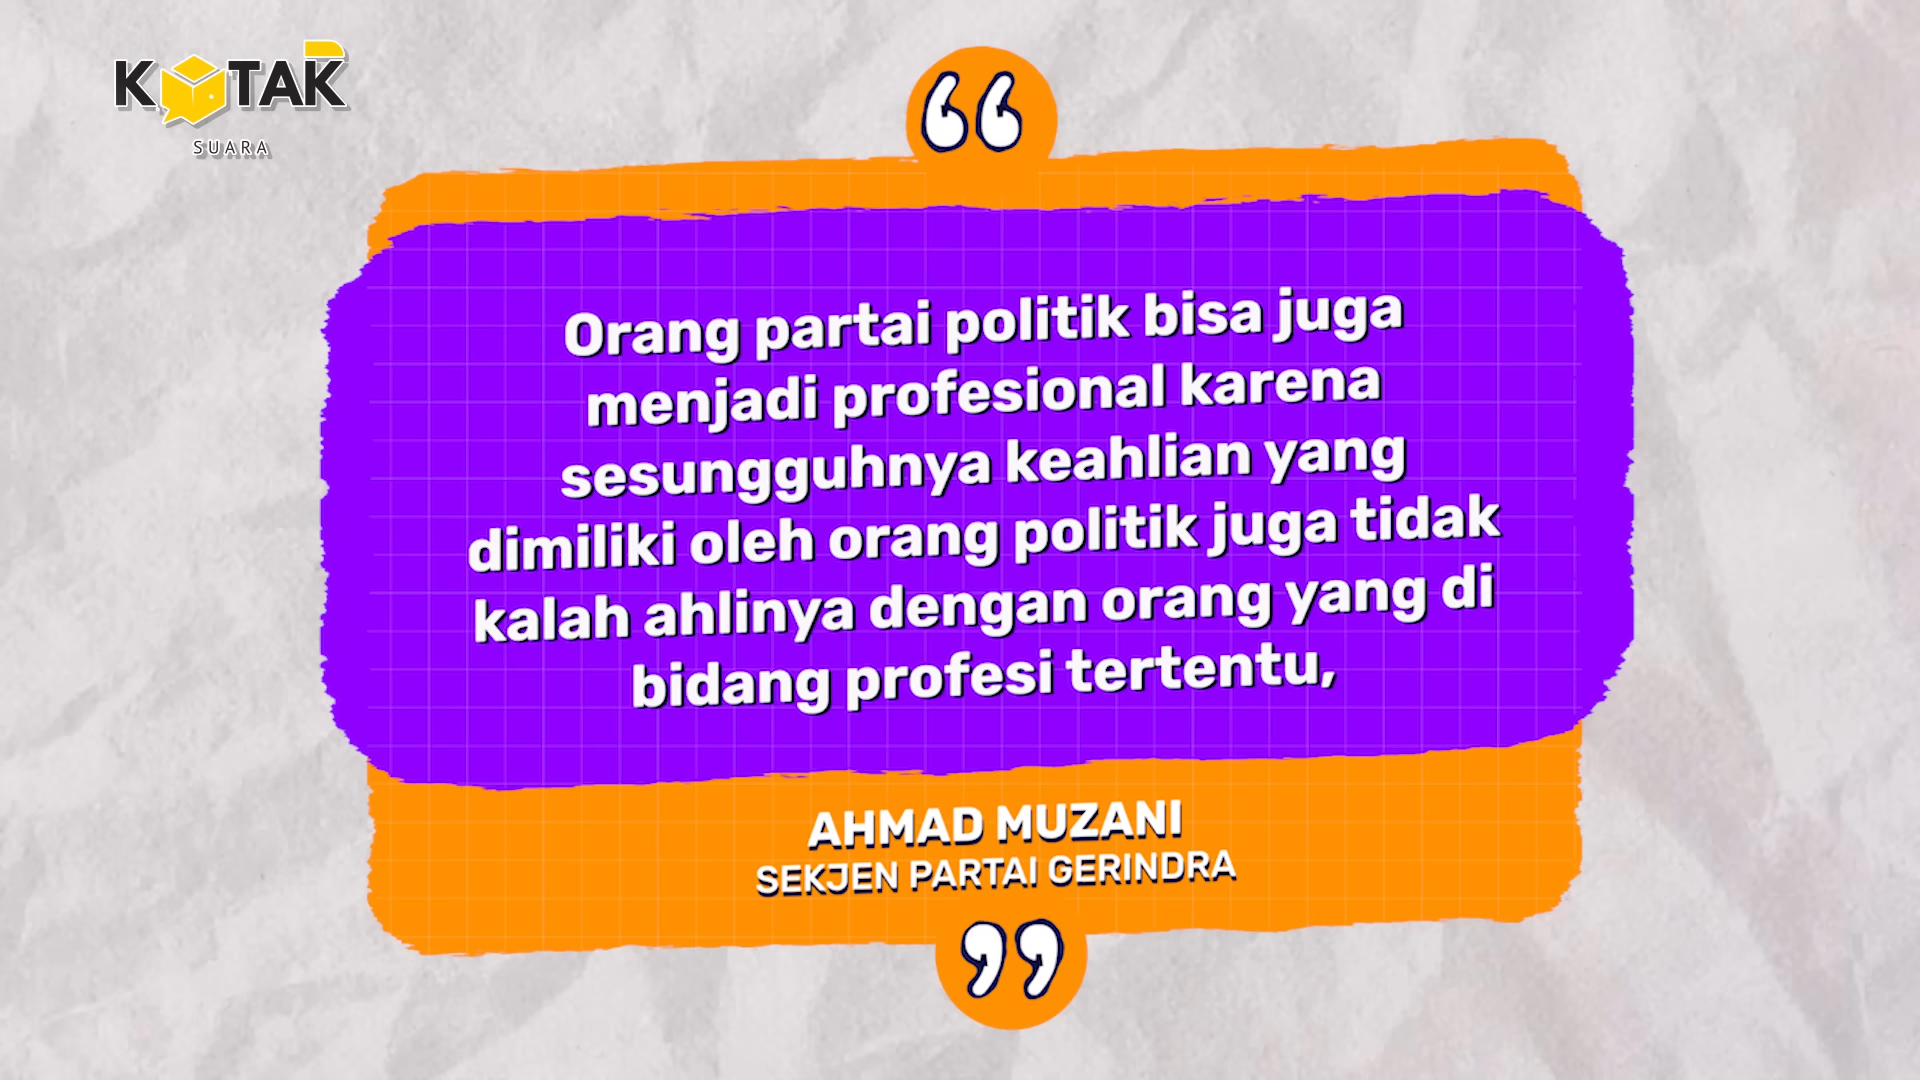 KOTAK
SUARA
“
Orang partai politik bisa juga
menjadi profesional karena
sesungguhnya keahlian yang
dimiliki oleh orang politik juga tidak
kalah ahlinya dengan orang yang di
bidang profesi tertentu,
AHMAD MUZANI
SEKJEN PARTAI GERINDRA
”